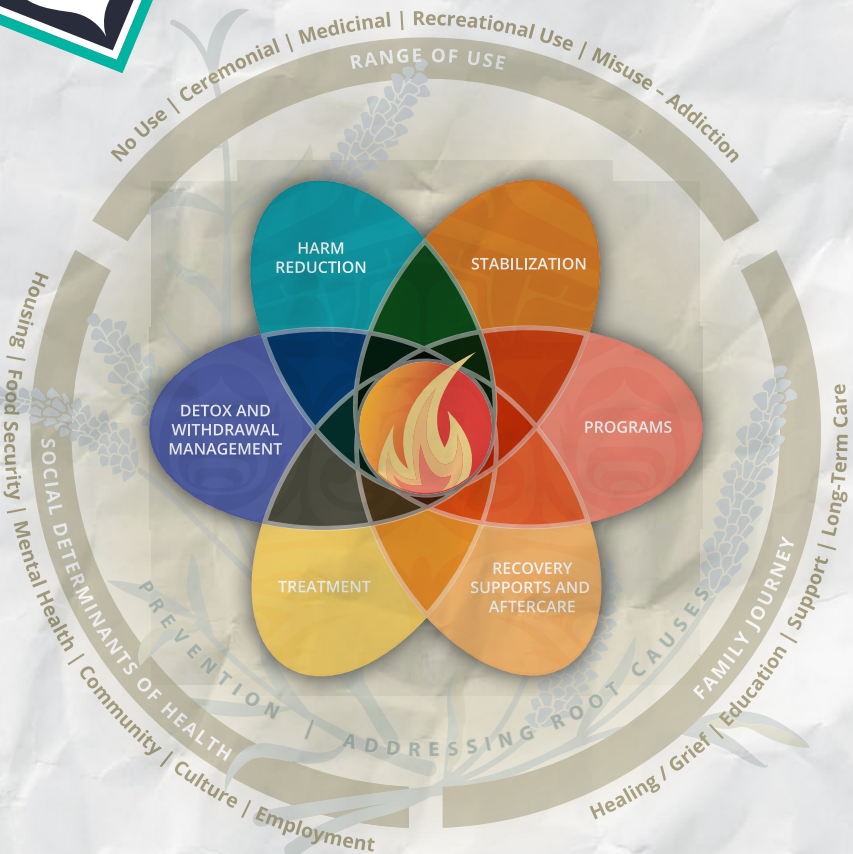 No Use | Ceremonial | Medicinal | Recreational Use | Misuse – Addiction
RANGE OF USE
HARM
REDUCTION
STABILIZATION
DETOX AND
WITHDRAWAL
MANAGEMENT
PROGRAMS
TREATMENT
RECOVERY
SUPPORTS AND
AFTERCARE
PREVENTION | ADDRESSING ROOT CAUSES
SOCIAL DETERMINANTS OF HEALTH
Housing | Food Security | Mental Health | Community | Culture | Employment
FAMILY JOURNEY
Healing / Grief | Education | Support | Long-Term Care